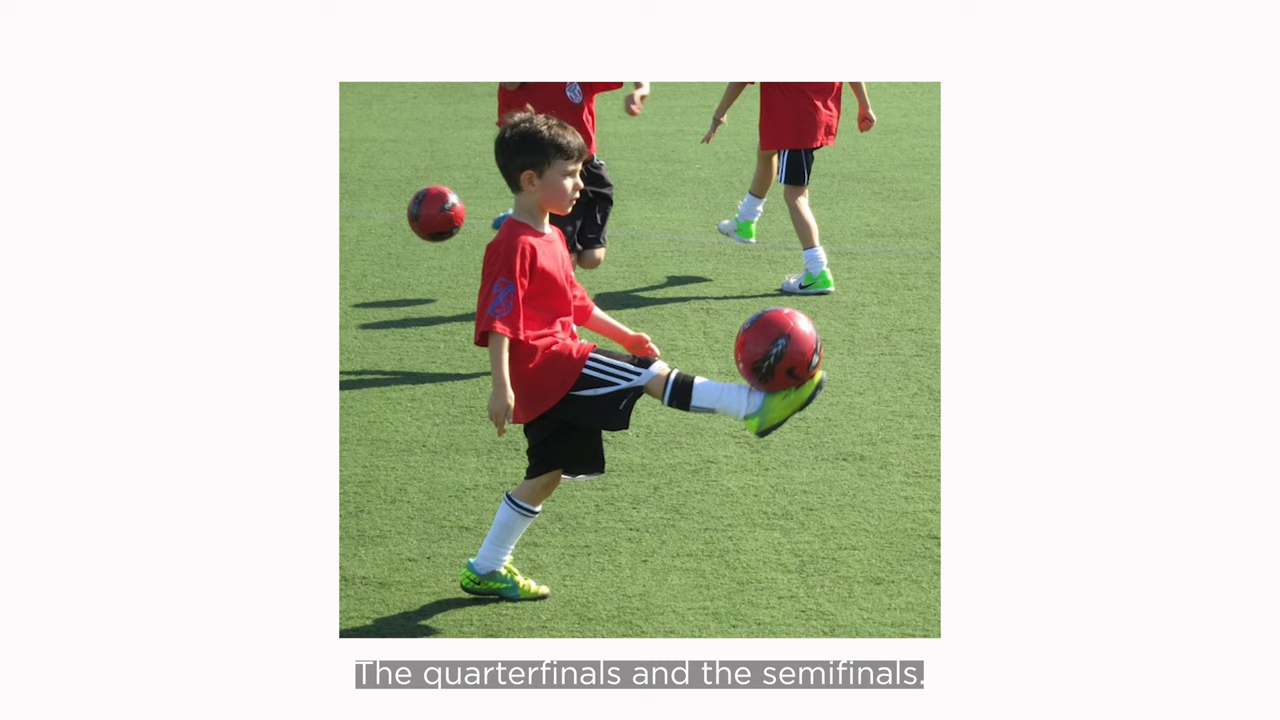 The quarterfinals and the semifinals.